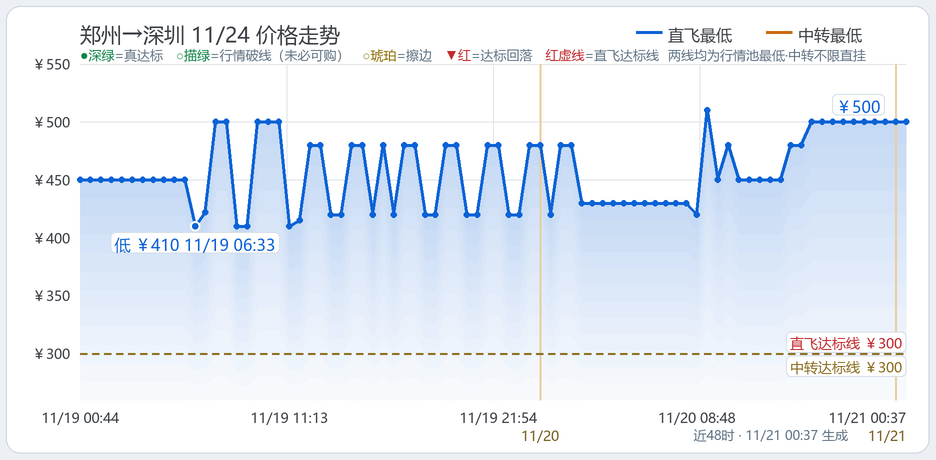 郑州→深圳 11/24 价格走势
直飞最低 中转最低
●深绿=真达标 ○描绿=行情破线（未必可购） ○琥珀=擦边 ▼红=达标回落 红虚线=直飞达标线 两线均为行情池最低·中转不限直挂
¥550
¥500
¥500
¥450
¥400
低 ¥410 11/19 06:33
¥350
直飞达标线 ¥300
¥300
中转达标线 ¥300
11/19 00:44 11/19 11:13 11/19 21:54 11/20 08:48 11/21 00:37
11/20 近48时 · 11/21 00:37 生成 11/21